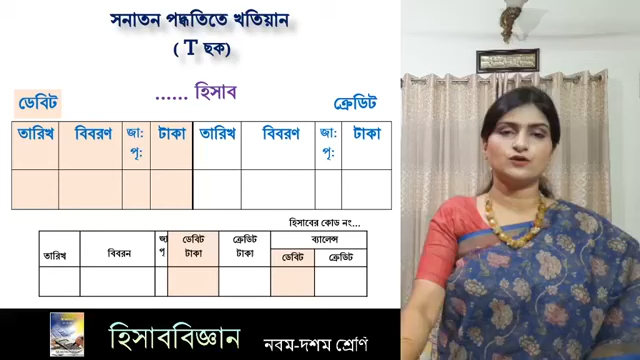 সনাতন পদ্ধতিতে খতিয়ান
( T ছক)
...... হিসাব
ডেবিট ক্রেডিট
তারিখ বিবরণ জা: পৃ: টাকা তারিখ বিবরণ জা: পৃ: টাকা
হিসাবের কোড নং...
তারিখ বিবরন জা পৃ ডেবিট টাকা ক্রেডিট টাকা ব্যালেন্স
ডেবিট ক্রেডিট
হিসাববিজ্ঞান নবম-দশম শ্রেণি